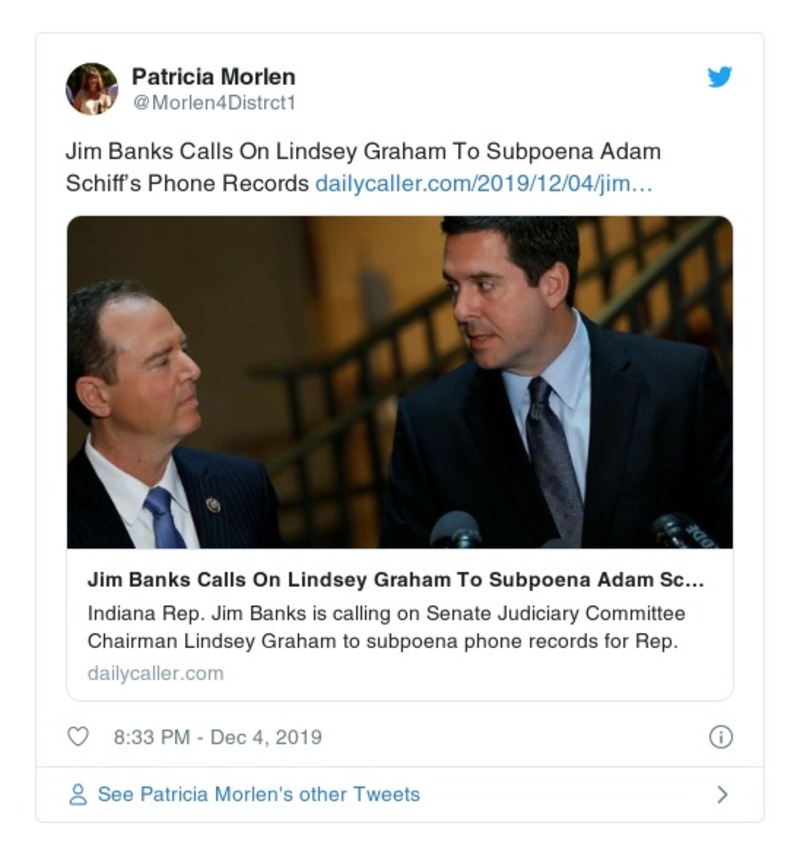 Patricia Morlen
@Morlen4Distrct1
Jim Banks Calls On Lindsey Graham To Subpoena Adam
Schiff's Phone Records dailycaller.com/2019/12/04/jim…
Jim Banks Calls On Lindsey Graham To Subpoena Adam Sc...
Indiana Rep. Jim Banks is calling on Senate Judiciary Committee
Chairman Lindsey Graham to subpoena phone records for Rep.
dailycaller.com
8:33 PM - Dec 4, 2019
See Patricia Morlen's other Tweets